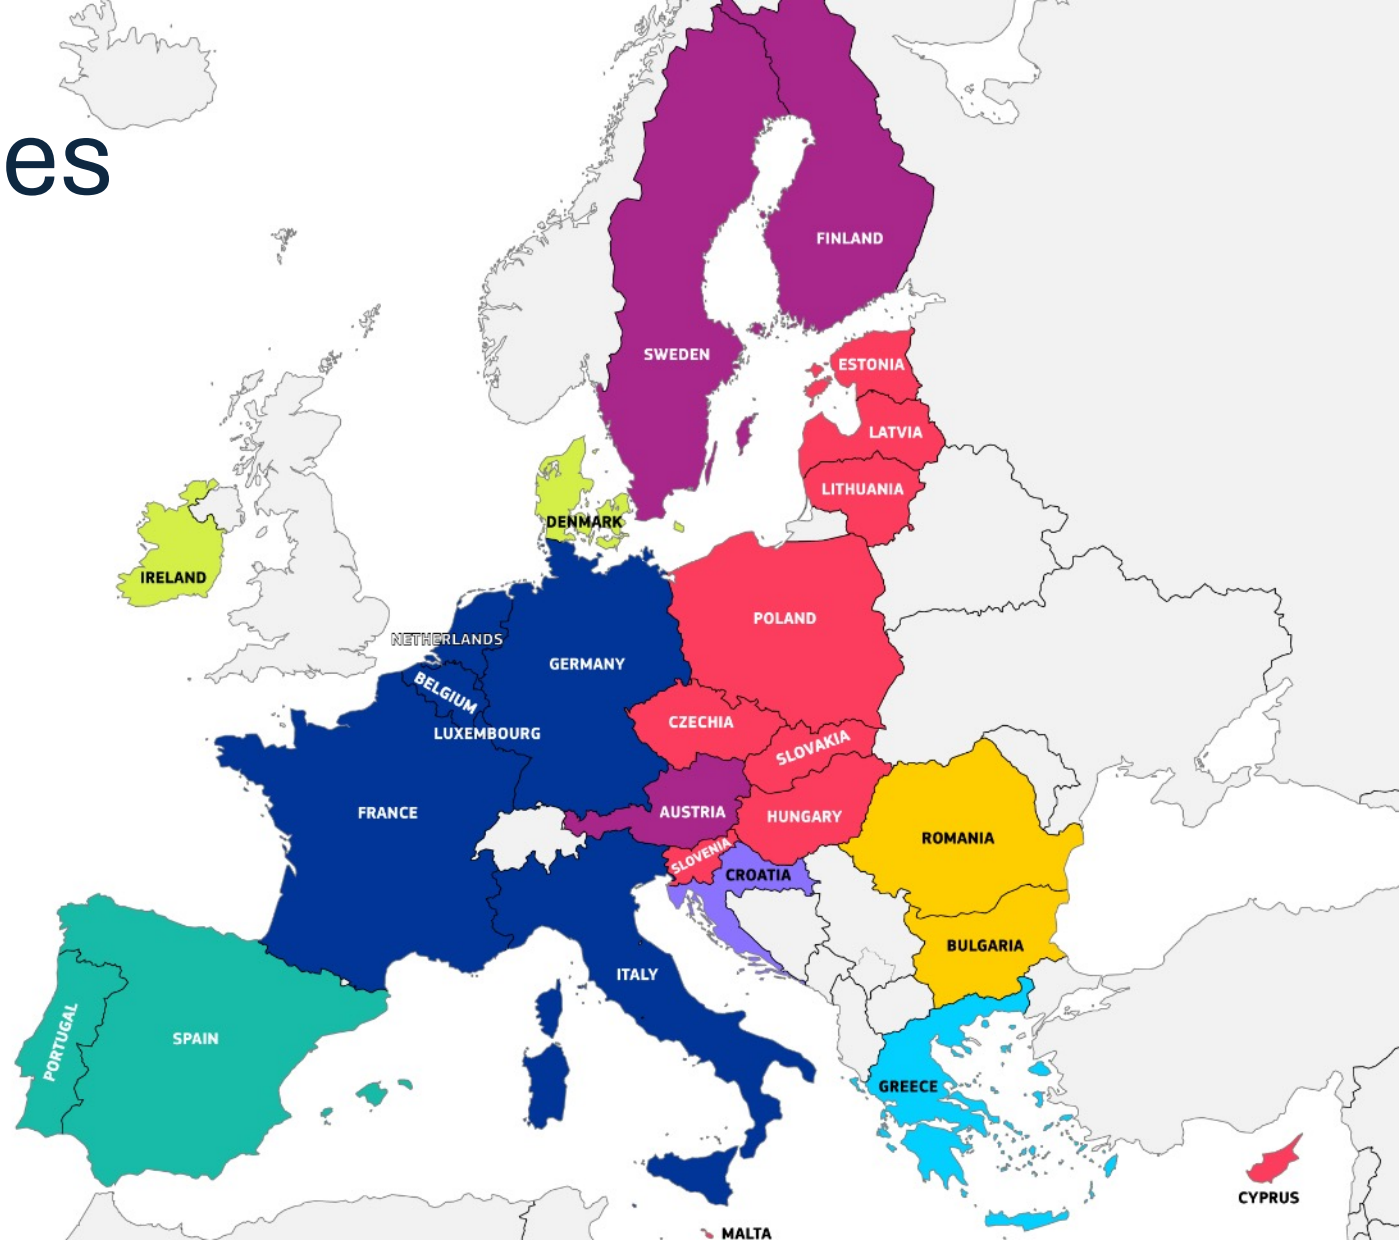 es
FINLAND
SWEDEN
ESTONIA
LATVIA
LITHUANIA
DENMARK
IRELAND
POLAND
NETHERLANDS
GERMANY
BELGIUM
CZECHIA
LUXEMBOURG
SLOVAKIA
FRANCE
AUSTRIA
HUNGARY
ROMANIA
SLOVENIA
CROATIA
BULGARIA
ITALY
PORTUGAL
SPAIN
GREECE
CYPRUS
MALTA